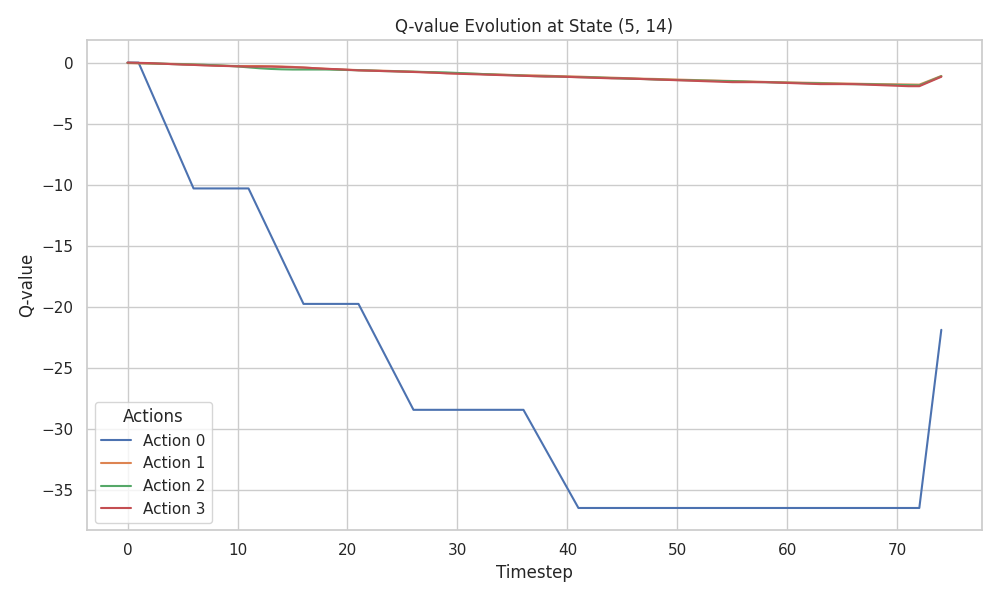 Q-value Evolution at State (5, 14)
0
−5
−10
−15
−20
−25
−30
−35
Q-value
Actions
Action 0
Action 1
Action 2
Action 3
0 10 20 30 40 50 60 70
Timestep